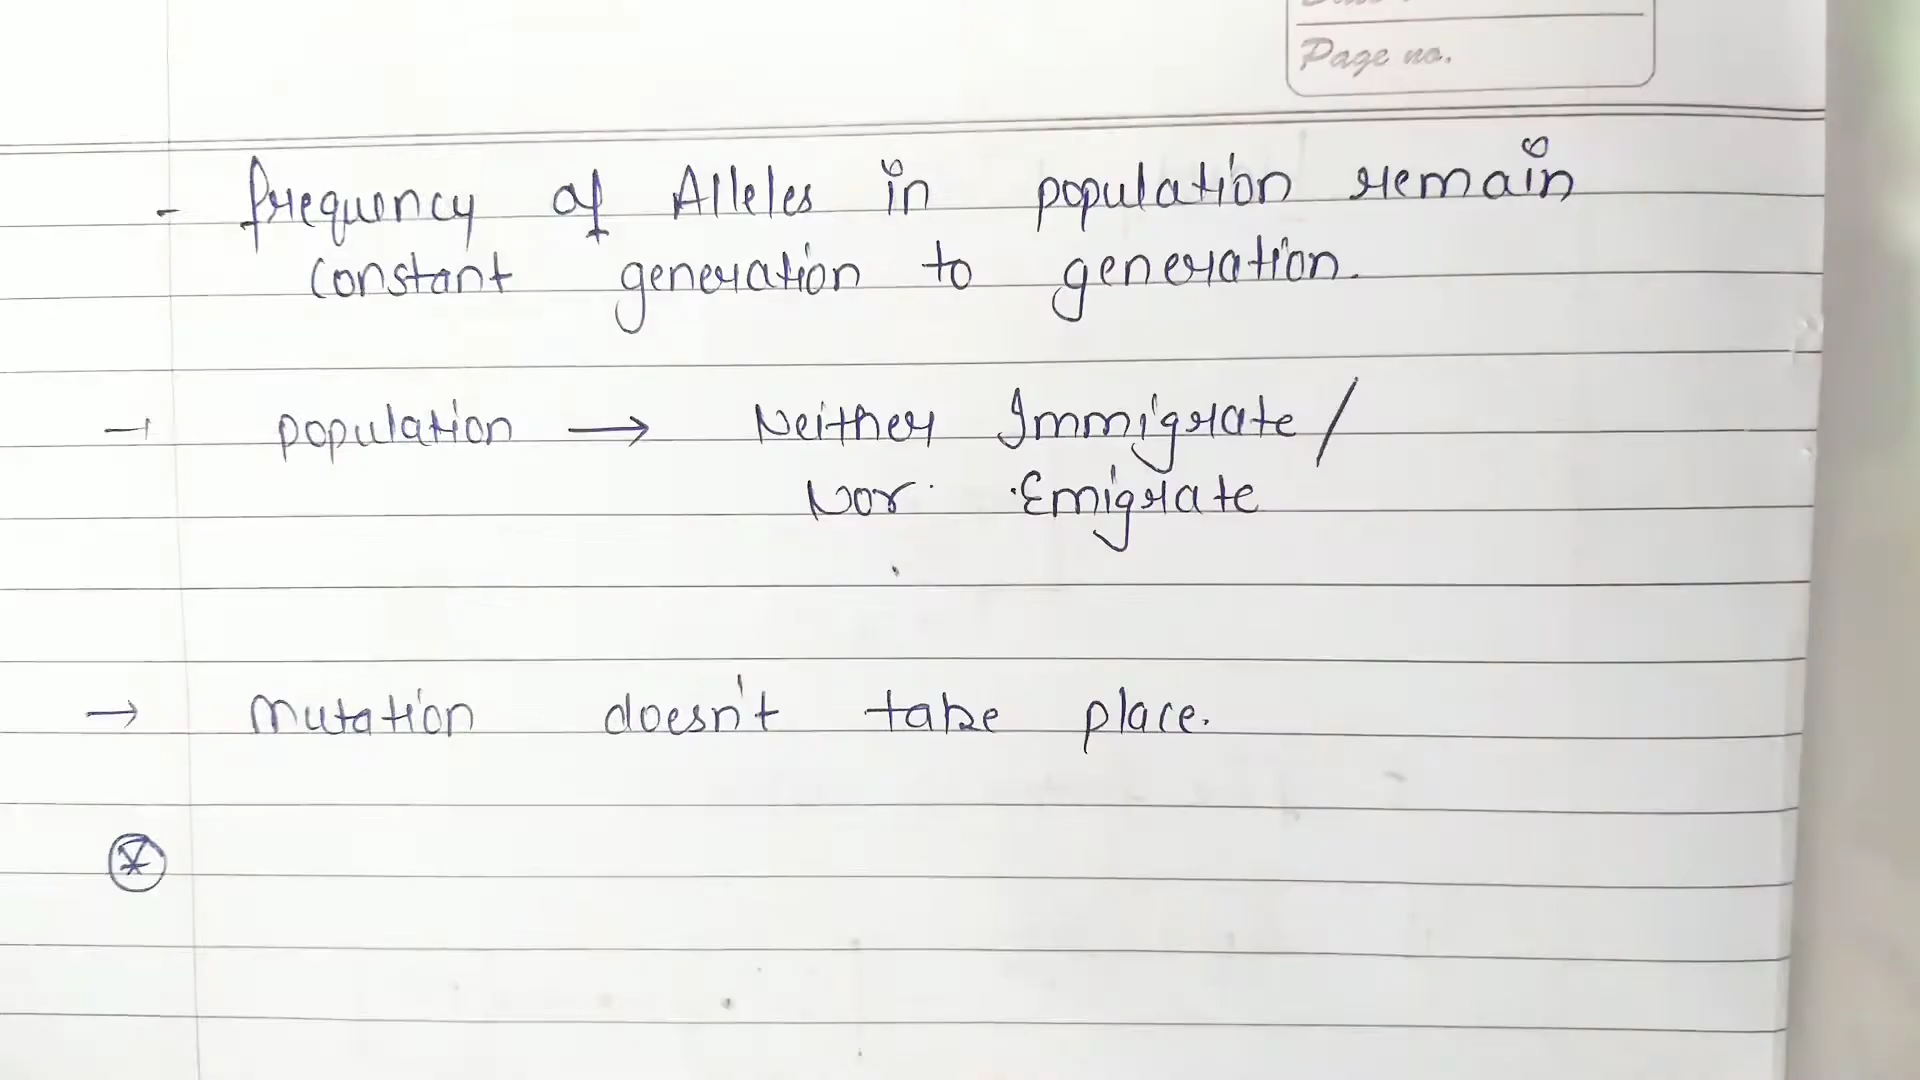 Page no.
- frequency of Alleles in population remain
constant generation to generation.
- population → Neither Immigrate /
Nor Emigrate
→ mutation doesn't take place.